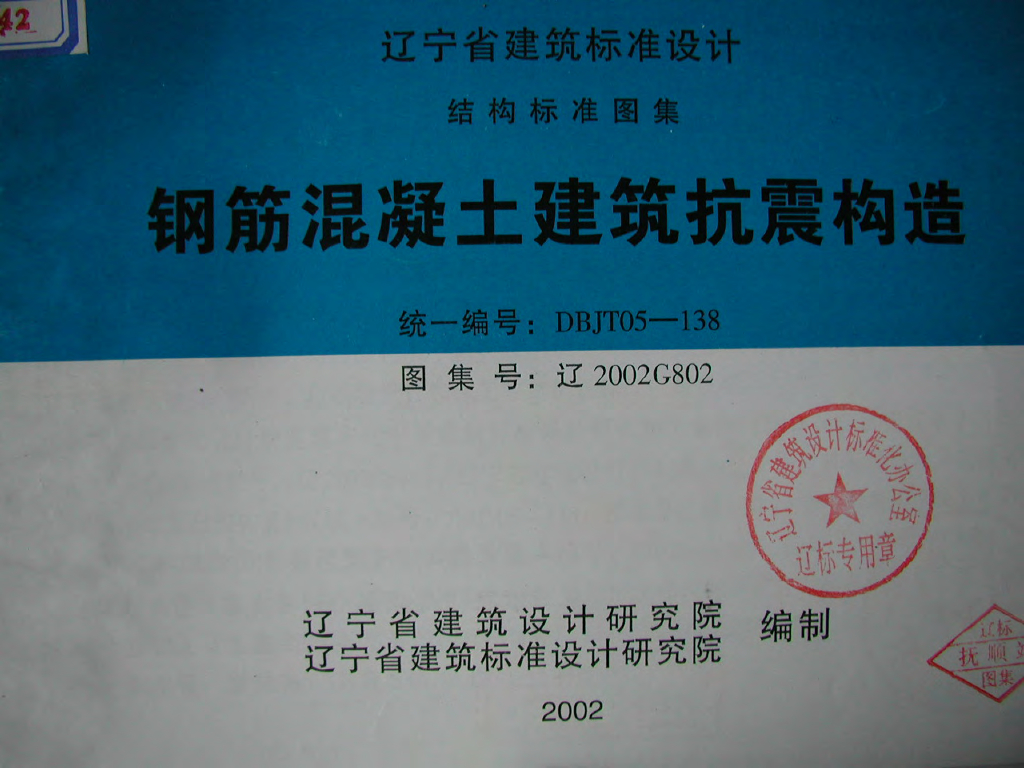 42
辽宁省建筑标准设计
结构标准图集
钢筋混凝土建筑抗震构造
统一编号：DBJT05—138
图集号：辽2002G802
辽宁省建筑设计标准化办公室
辽标专用章
辽宁省建筑设计研究院
辽宁省建筑标准设计研究院
编制
辽标
抚顺
图集
2002